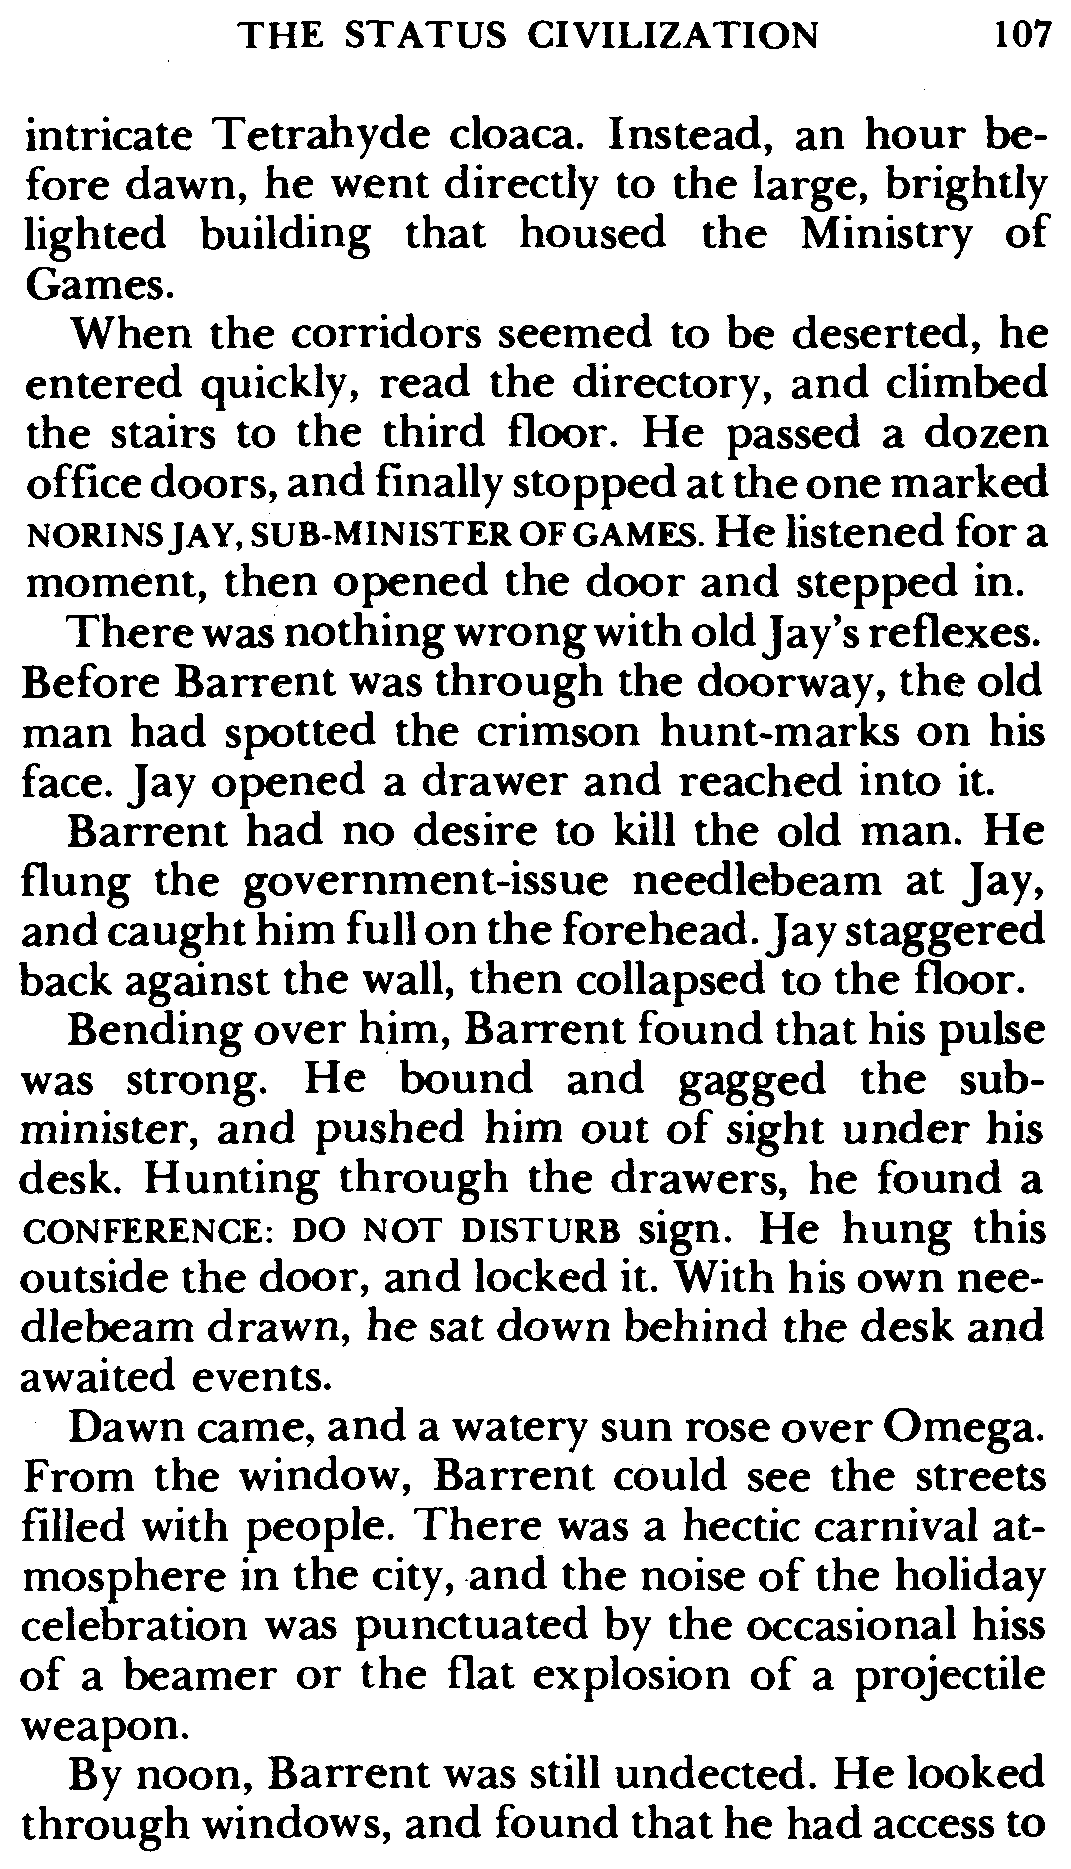 THE STATUS CIVILIZATION 107
intricate Tetrahyde cloaca. Instead, an hour be-
fore dawn, he went directly to the large, brightly
lighted building that housed the Ministry of
Games.
When the corridors seemed to be deserted, he
entered quickly, read the directory, and climbed
the stairs to the third floor. He passed a dozen
office doors, and finally stopped at the one marked
NORINS JAY, SUB-MINISTER OF GAMES. He listened for a
moment, then opened the door and stepped in.
There was nothing wrong with old Jay's reflexes.
Before Barrent was through the doorway, the old
man had spotted the crimson hunt-marks on his
face. Jay opened a drawer and reached into it.
Barrent had no desire to kill the old man. He
flung the government-issue needlebeam at Jay,
and caught him full on the forehead. Jay staggered
back against the wall, then collapsed to the floor.
Bending over him, Barrent found that his pulse
was strong. He bound and gagged the sub-
minister, and pushed him out of sight under his
desk. Hunting through the drawers, he found a
CONFERENCE: DO NOT DISTURB sign. He hung this
outside the door, and locked it. With his own nee-
dlebeam drawn, he sat down behind the desk and
awaited events.
Dawn came, and a watery sun rose over Omega.
From the window, Barrent could see the streets
filled with people. There was a hectic carnival at-
mosphere in the city, and the noise of the holiday
celebration was punctuated by the occasional hiss
of a beamer or the flat explosion of a projectile
weapon.
By noon, Barrent was still undected. He looked
through windows, and found that he had access to